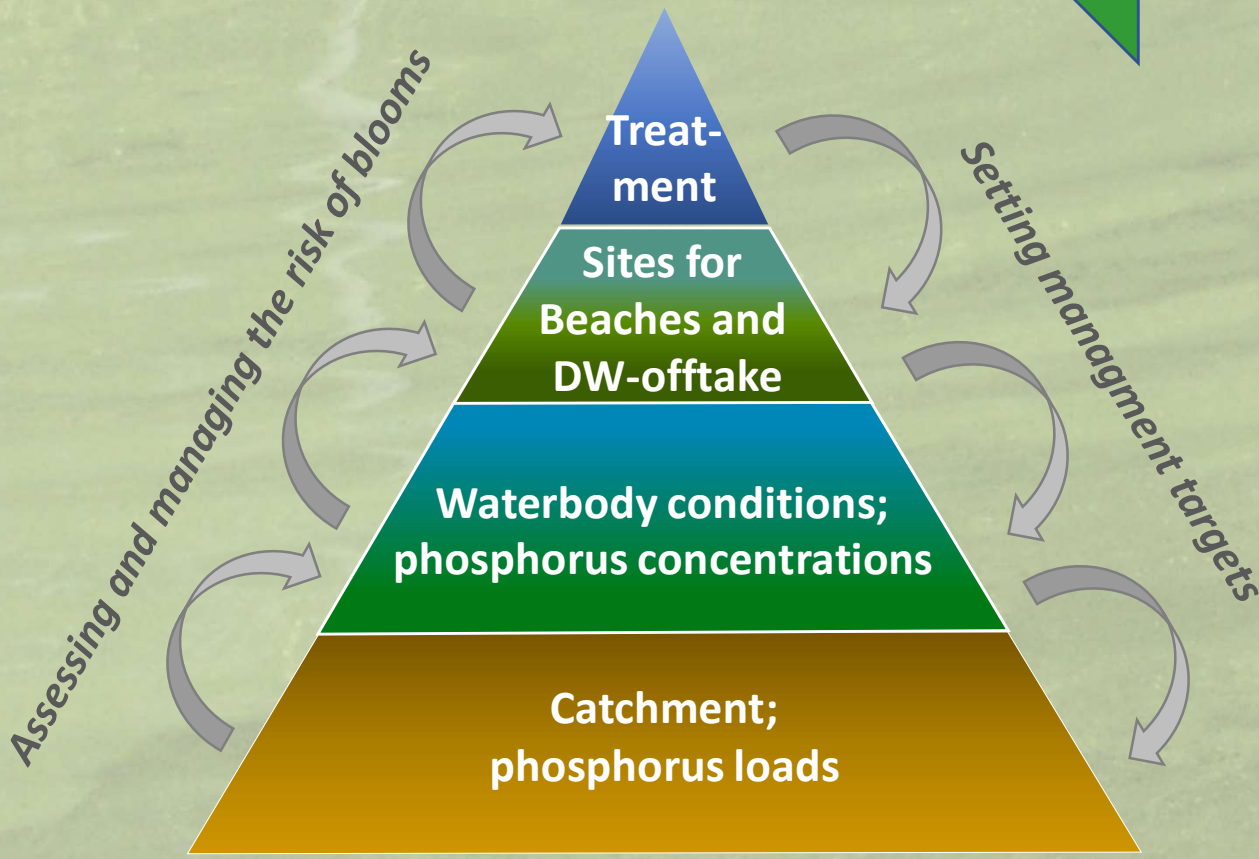 Assessing and managing the risk of blooms
Treat-
ment
Sites for
Beaches and
DW-offtake
Waterbody conditions;
phosphorus concentrations
Catchment;
phosphorus loads
Setting managment targets